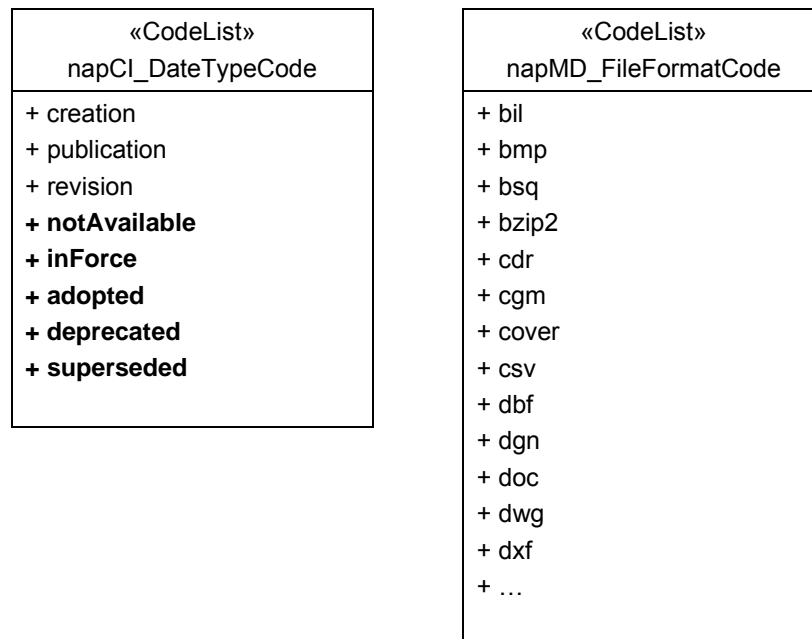 «CodeList»
napCI_DateTypeCode
+ creation
+ publication
+ revision
+ notAvailable
+ inForce
+ adopted
+ deprecated
+ superseded
«CodeList»
napMD_FileFormatCode
+ bil
+ bmp
+ bsq
+ bzip2
+ cdr
+ cgm
+ cover
+ csv
+ dbf
+ dgn
+ doc
+ dwg
+ dxf
+ …